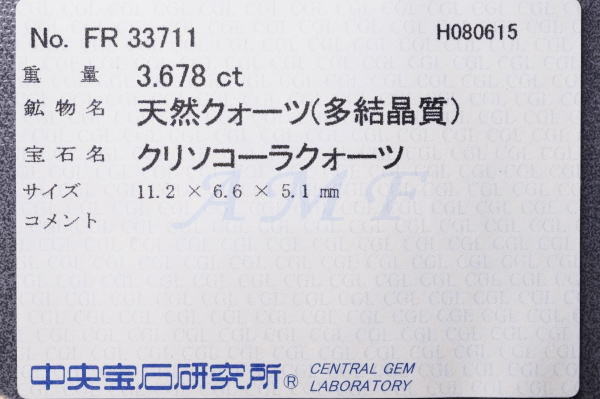 No. FR 33711 H080615
重量 3.678 ct
鉱物名 天然クォーツ(多結晶質)
宝石名 クリソコーラクォーツ
サイズ 11.2 × 6.6 × 5.1 mm
コメント
AMF
中央宝石研究所® CENTRAL GEM
LABORATORY